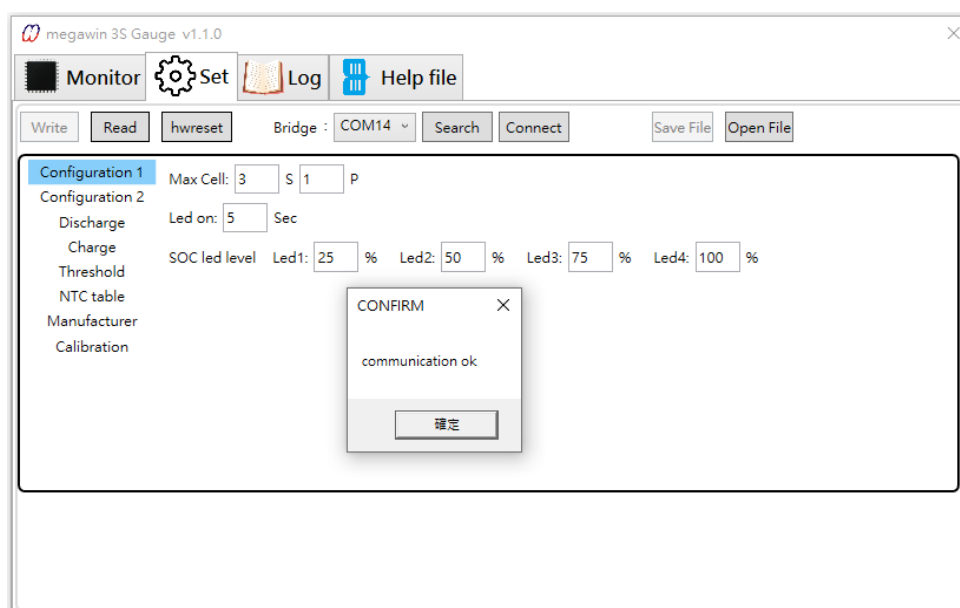 megawin 3S Gauge v1.1.0
Monitor Set Log Help file
Write Read hwreset Bridge : COM14 Search Connect Save File Open File
Configuration 1
Configuration 2
Discharge
Charge
Threshold
NTC table
Manufacturer
Calibration
Max Cell: 3 S 1 P
Led on: 5 Sec
SOC led level Led1: 25 % Led2: 50 % Led3: 75 % Led4: 100 %
CONFIRM
communication ok
確定